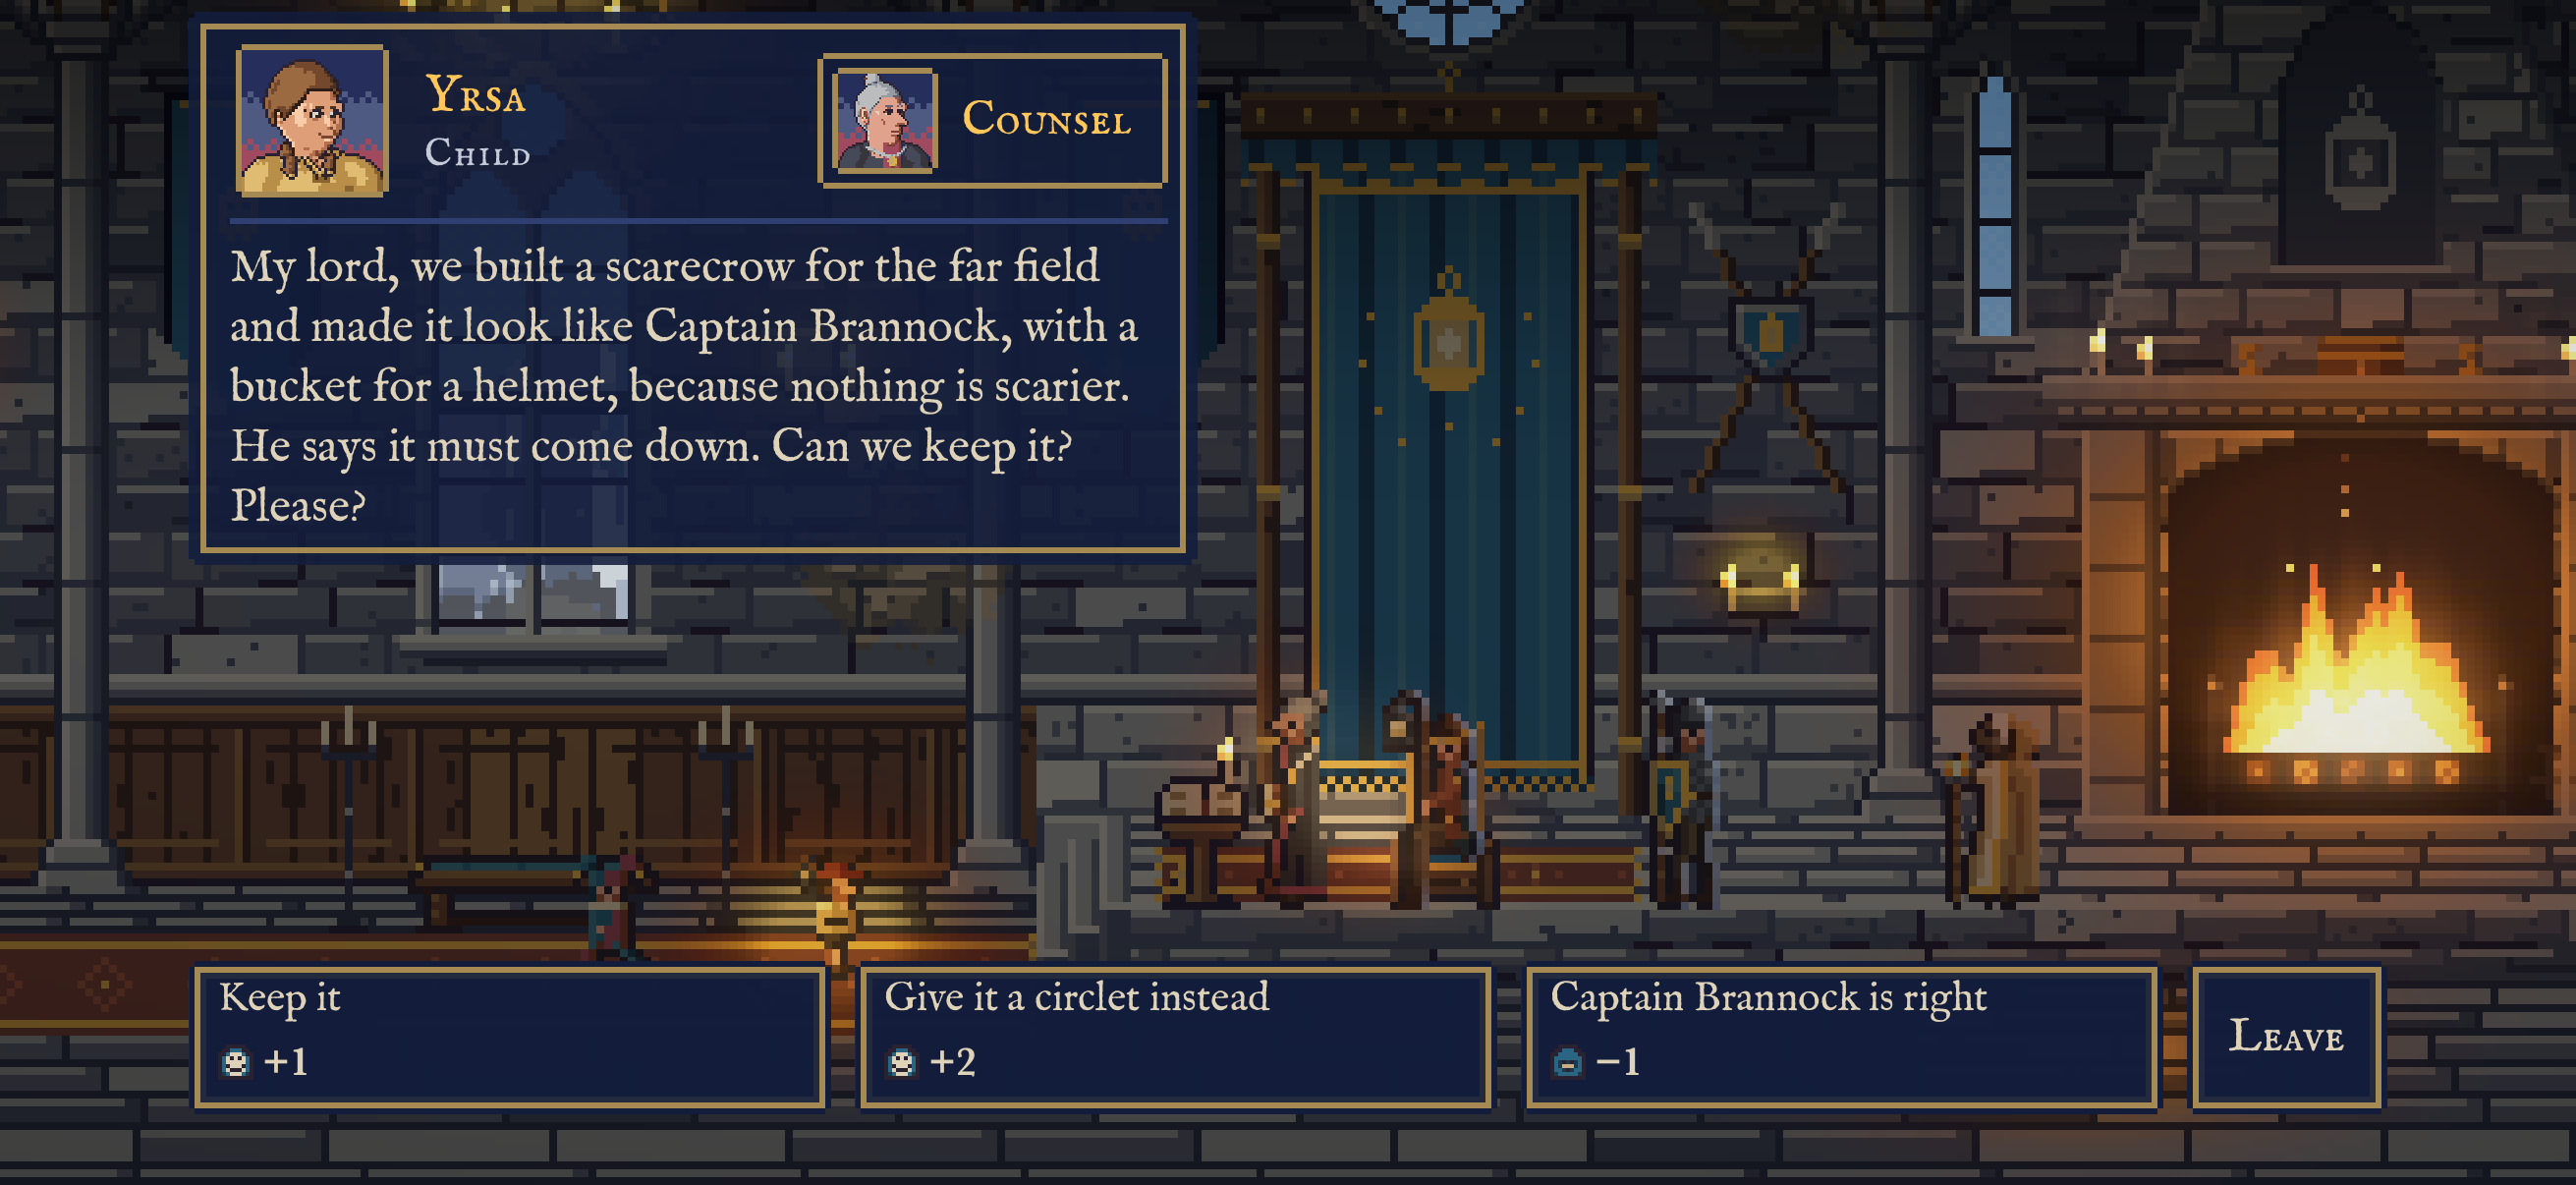 Yrsa
Child
Counsel
My lord, we built a scarecrow for the far field
and made it look like Captain Brannock, with a
bucket for a helmet, because nothing is scarier.
He says it must come down. Can we keep it?
Please?
Keep it
+1
Give it a circlet instead
+2
Captain Brannock is right
−1
Leave